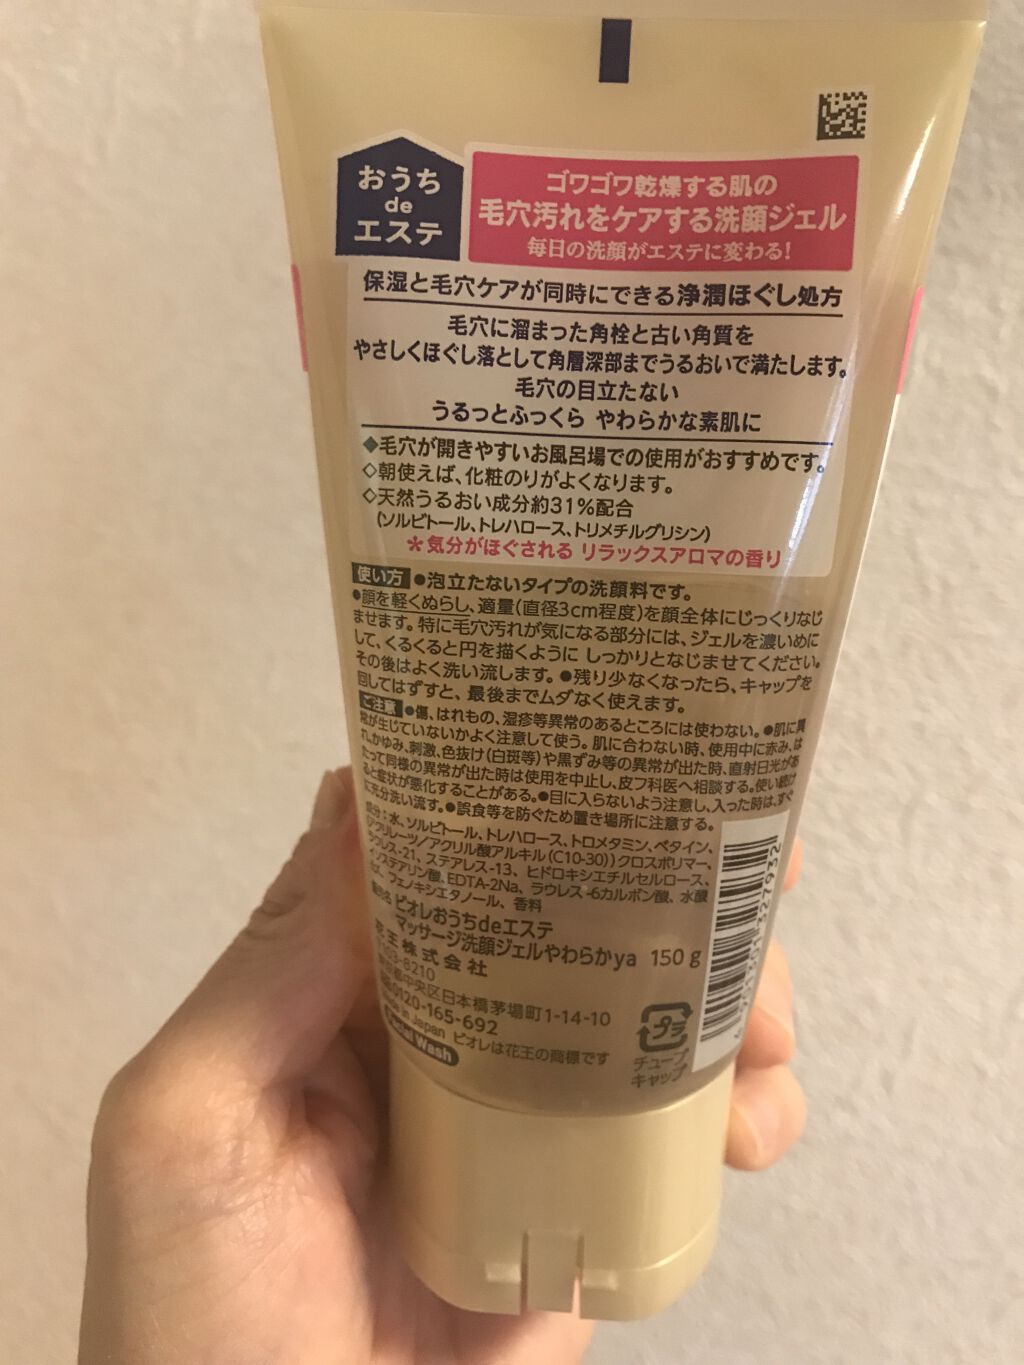 おうち
de
エステ
ゴワゴワ乾燥する肌の
毛穴汚れをケアする洗顔ジェル
毎日の洗顔がエステに変わる!
保湿と毛穴ケアが同時にできる浄潤ほぐし処方
毛穴に溜まった角栓と古い角質を
やさしくほぐし落として角層深部までうるおいで満たします。
毛穴の目立たない
うるっとふっくら やわらかな素肌に
◆毛穴が開きやすいお風呂場での使用がおすすめです。
◇朝使えば、化粧のりがよくなります。
◇天然うるおい成分約31%配合
(ソルビトール、トレハロース、トリメチルグリシン)
*気分がほぐされる リラックスアロマの香り
使い方 ●泡立たないタイプの洗顔料です。
●顔を軽くぬらし、適量(直径3cm程度)を顔全体にじっくりなじ
ませます。特に毛穴汚れが気になる部分には、ジェルを濃いめに
して、くるくると円を描くように しっかりとなじませてください。
その後はよく洗い流します。●残り少なくなったら、キャップを
回してはずすと、最後までムダなく使えます。
ご注意 ●傷、はれもの、湿疹等異常のあるところには使わない。●肌に異
常が生じていないかよく注意して使う。肌に合わない時、使用中に赤み、は
れ、かゆみ、刺激、色抜け(白斑等)や黒ずみ等の異常が出た時、直射日光があ
たって同様の異常が出た時は使用を中止し、皮フ科医へ相談する。使い続け
ると症状が悪化することがある。●目に入らないよう注意し、入った時は、すぐ
に充分洗い流す。●誤食等を防ぐため置き場所に注意する。
成分:水、ソルビトール、トレハロース、トロメタミン、ベタイン、
(アクリレーツ/アクリル酸アルキル(C10-30))クロスポリマー、
ラウレス-21、ステアレス-13、ヒドロキシエチルセルロース、
イソステアリン酸、EDTA-2Na、ラウレス-6カルボン酸、水酸
フェノキシエタノール、香料
ビオレおうちdeエステ
マッサージ洗顔ジェルやわらかya 150g
花王株式会社
103-8210
東京都中央区日本橋茅場町1-14-10
0120-165-692
Made in Japan ビオレは花王の商標です
Facial Wash
プラ
チューブ
キャップ